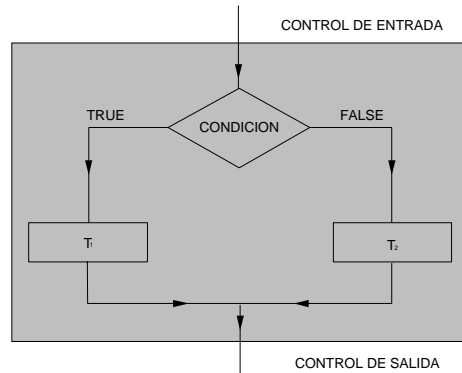 CONTROL DE ENTRADA
TRUE
FALSE
CONDICION
T₁
T₂
CONTROL DE SALIDA